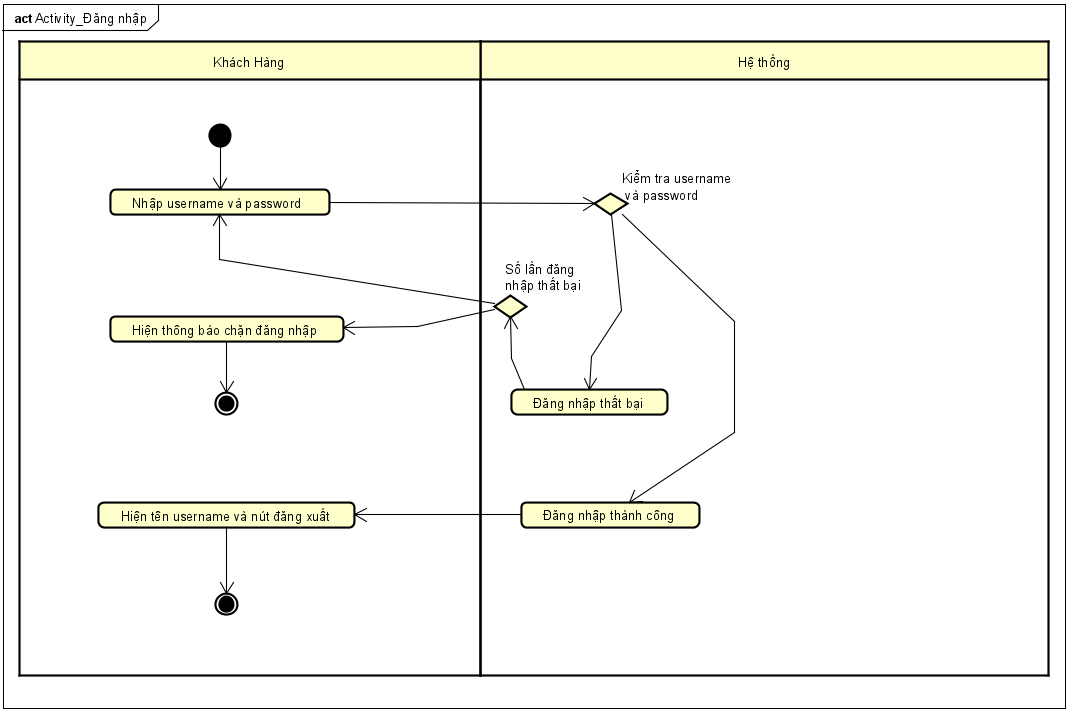 act Activity_Đăng nhập
Khách Hàng
Hệ thống
Kiểm tra username
và password
Nhập username và password
Số lần đăng
nhập thất bại
Hiện thông báo chặn đăng nhập
Đăng nhập thất bại
Hiện tên username và nút đăng xuất
Đăng nhập thành công